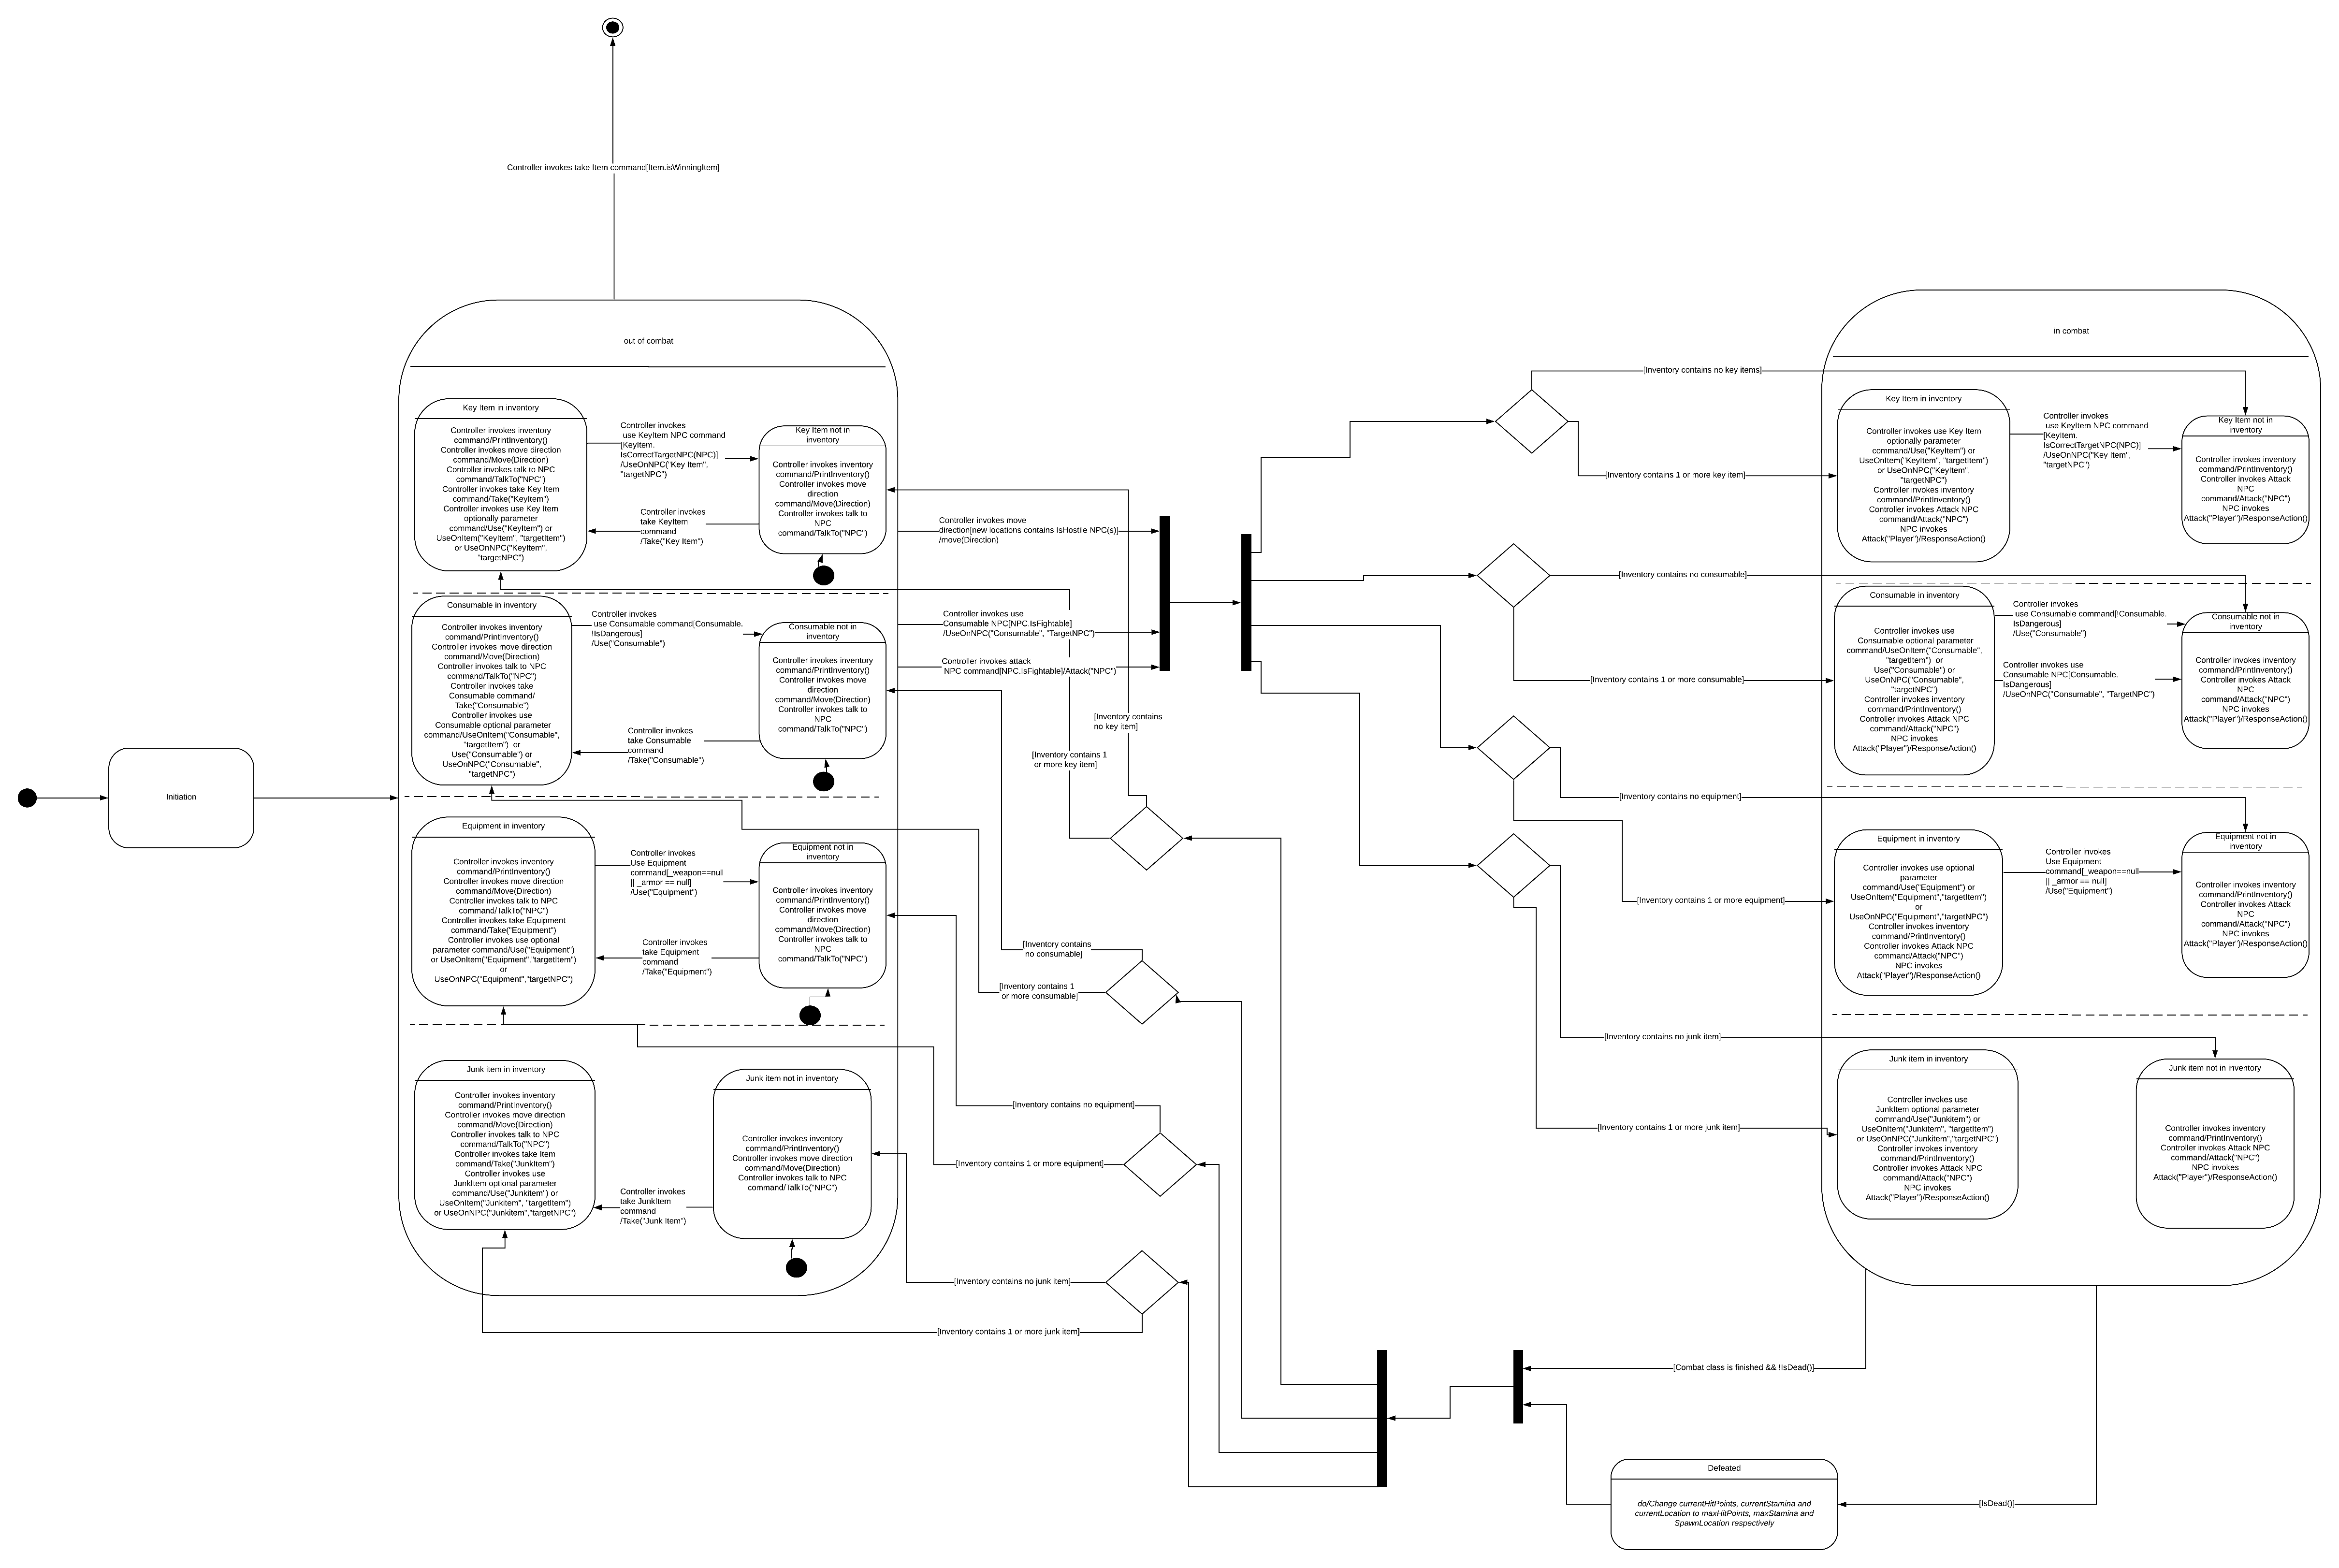 Controller invokes take Item command[Item.isWinningItem]
out of combat
Key Item in inventory
Controller invokes inventory
command/PrintInventory()
Controller invokes move direction
command/Move(Direction)
Controller invokes talk to NPC
command/TalkTo("NPC")
Controller invokes take Key Item
command/Take("KeyItem")
Controller invokes use Key Item
optionally parameter
command/Use("KeyItem") or
UseOnItem("KeyItem", "targetItem")
or UseOnNPC("KeyItem",
"targetNPC")
Controller invokes
use KeyItem NPC command
[KeyItem.
IsCorrectTargetNPC(NPC)]
/UseOnNPC("Key Item",
"targetNPC")
Controller invokes
take KeyItem
command
/Take("Key Item")
Key Item not in
inventory
Controller invokes inventory
command/PrintInventory()
Controller invokes move
direction
command/Move(Direction)
Controller invokes talk to
NPC
command/TalkTo("NPC")
Consumable in inventory
Controller invokes inventory
command/PrintInventory()
Controller invokes move direction
command/Move(Direction)
Controller invokes talk to NPC
command/TalkTo("NPC")
Controller invokes take
Consumable command/
Take("Consumable")
Controller invokes use
Consumable optional parameter
command/UseOnItem("Consumable",
"targetItem") or
Use("Consumable") or
UseOnNPC("Consumable",
"targetNPC")
Controller invokes
use Consumable command[Consumable.
!IsDangerous]
/Use("Consumable")
Controller invokes
take Consumable
command
/Take("Consumable")
Consumable not in
inventory
Controller invokes inventory
command/PrintInventory()
Controller invokes move
direction
command/Move(Direction)
Controller invokes talk to
NPC
command/TalkTo("NPC")
Initiation
Equipment in inventory
Controller invokes inventory
command/PrintInventory()
Controller invokes move direction
command/Move(Direction)
Controller invokes talk to NPC
command/TalkTo("NPC")
Controller invokes take Equipment
command/Take("Equipment")
Controller invokes use optional
parameter command/Use("Equipment")
or UseOnItem("Equipment","targetItem")
or
UseOnNPC("Equipment","targetNPC")
Controller invokes
Use Equipment
command[_weapon==null
|| _armor == null]
/Use("Equipment")
Controller invokes
take Equipment
command
/Take("Equipment")
Equipment not in
inventory
Controller invokes inventory
command/PrintInventory()
Controller invokes move
direction
command/Move(Direction)
Controller invokes talk to
NPC
command/TalkTo("NPC")
Junk item in inventory
Controller invokes inventory
command/PrintInventory()
Controller invokes move direction
command/Move(Direction)
Controller invokes talk to NPC
command/TalkTo("NPC")
Controller invokes take Item
command/Take("JunkItem")
Controller invokes use
JunkItem optional parameter
command/Use("Junkitem") or
UseOnItem("Junkitem", "targetItem")
or UseOnNPC("Junkitem","targetNPC")
Controller invokes
take JunkItem
command
/Take("Junk Item")
Junk item not in inventory
Controller invokes inventory
command/PrintInventory()
Controller invokes move direction
command/Move(Direction)
Controller invokes talk to NPC
command/TalkTo("NPC")
Controller invokes move
direction[new locations contains IsHostile NPC(s)]
/move(Direction)
Controller invokes use
Consumable NPC[NPC.IsFightable]
/UseOnNPC("Consumable", "TargetNPC")
Controller invokes attack
NPC command[NPC.IsFightable]/Attack("NPC")
[Inventory contains
no key item]
[Inventory contains 1
or more key item]
[Inventory contains
no consumable]
[Inventory contains 1
or more consumable]
[Inventory contains no equipment]
[Inventory contains 1 or more equipment]
[Inventory contains no junk item]
[Inventory contains 1 or more junk item]
[Inventory contains no key items]
[Inventory contains 1 or more key item]
[Inventory contains no consumable]
[Inventory contains 1 or more consumable]
[Inventory contains no equipment]
[Inventory contains 1 or more equipment]
[Inventory contains no junk item]
[Inventory contains 1 or more junk item]
in combat
Key Item in inventory
Controller invokes use Key Item
optionally parameter
command/Use("KeyItem") or
UseOnItem("KeyItem", "targetItem")
or UseOnNPC("KeyItem",
"targetNPC")
Controller invokes inventory
command/PrintInventory()
Controller invokes Attack NPC
command/Attack("NPC")
NPC invokes
Attack("Player")/ResponseAction()
Controller invokes
use KeyItem NPC command
[KeyItem.
IsCorrectTargetNPC(NPC)]
/UseOnNPC("Key Item",
"targetNPC")
Key Item not in
inventory
Controller invokes inventory
command/PrintInventory()
Controller invokes Attack
NPC
command/Attack("NPC")
NPC invokes
Attack("Player")/ResponseAction()
Consumable in inventory
Controller invokes use
Consumable optional parameter
command/UseOnItem("Consumable",
"targetItem") or
Use("Consumable") or
UseOnNPC("Consumable",
"targetNPC")
Controller invokes inventory
command/PrintInventory()
Controller invokes Attack NPC
command/Attack("NPC")
NPC invokes
Attack("Player")/ResponseAction()
Controller invokes
use Consumable command[!Consumable.
IsDangerous]
/Use("Consumable")
Controller invokes use
Consumable NPC[Consumable.
IsDangerous]
/UseOnNPC("Consumable", "TargetNPC")
Consumable not in
inventory
Controller invokes inventory
command/PrintInventory()
Controller invokes Attack
NPC
command/Attack("NPC")
NPC invokes
Attack("Player")/ResponseAction()
Equipment in inventory
Controller invokes use optional
parameter
command/Use("Equipment") or
UseOnItem("Equipment","targetItem")
or
UseOnNPC("Equipment","targetNPC")
Controller invokes inventory
command/PrintInventory()
Controller invokes Attack NPC
command/Attack("NPC")
NPC invokes
Attack("Player")/ResponseAction()
Controller invokes
Use Equipment
command[_weapon==null
|| _armor == null]
/Use("Equipment")
Equipment not in
inventory
Controller invokes inventory
command/PrintInventory()
Controller invokes Attack
NPC
command/Attack("NPC")
NPC invokes
Attack("Player")/ResponseAction()
Junk item in inventory
Controller invokes use
JunkItem optional parameter
command/Use("Junkitem") or
UseOnItem("Junkitem", "targetItem")
or UseOnNPC("Junkitem","targetNPC")
Controller invokes inventory
command/PrintInventory()
Controller invokes Attack NPC
command/Attack("NPC")
NPC invokes
Attack("Player")/ResponseAction()
Junk item not in inventory
Controller invokes inventory
command/PrintInventory()
Controller invokes Attack NPC
command/Attack("NPC")
NPC invokes
Attack("Player")/ResponseAction()
[Combat class is finished && !IsDead()]
[IsDead()]
Defeated
do/Change currentHitPoints, currentStamina and
currentLocation to maxHitPoints, maxStamina and
SpawnLocation respectively